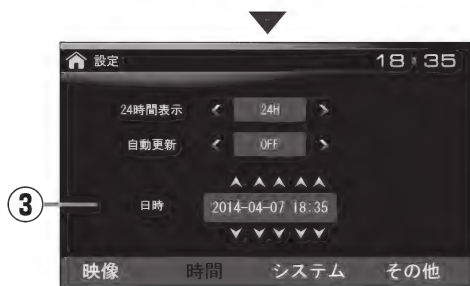 設定 18:35
24時間表示 24H
自動更新 OFF
③ 日時 2014-04-07 18:35
映像 時間 システム その他